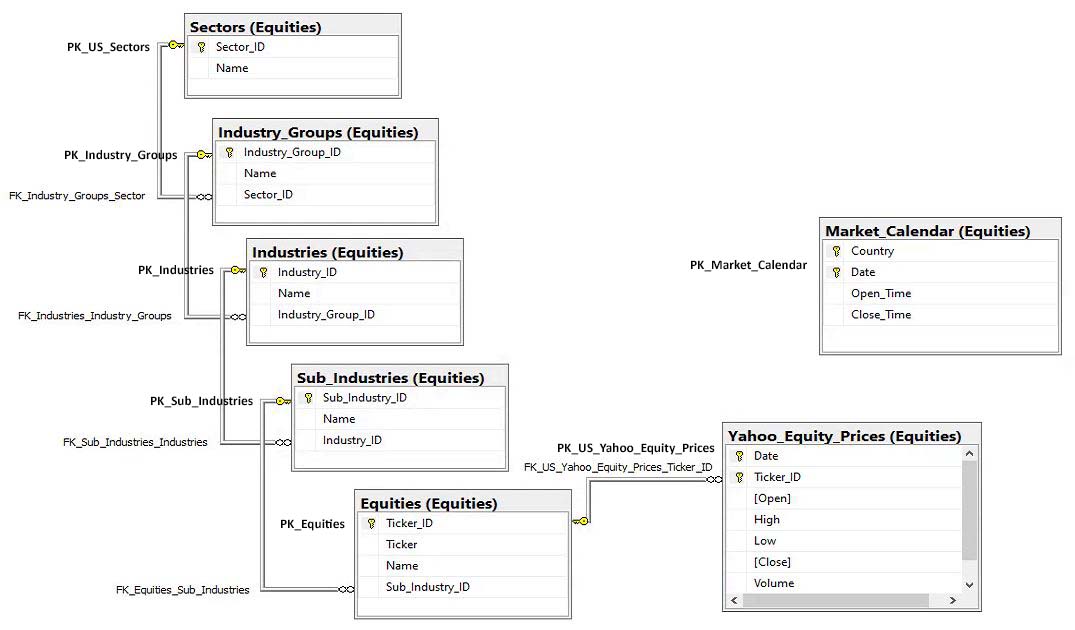 Sectors (Equities)
PK_US_Sectors
Sector_ID
Name
Industry_Groups (Equities)
PK_Industry_Groups
Industry_Group_ID
Name
FK_Industry_Groups_Sector
Sector_ID
Industries (Equities)
PK_Industries
Industry_ID
Name
FK_Industries_Industry_Groups
Industry_Group_ID
Sub_Industries (Equities)
PK_Sub_Industries
Sub_Industry_ID
Name
FK_Sub_Industries_Industries
Industry_ID
Equities (Equities)
PK_Equities
Ticker_ID
Ticker
Name
FK_Equities_Sub_Industries
Sub_Industry_ID
Market_Calendar (Equities)
PK_Market_Calendar
Country
Date
Open_Time
Close_Time
Yahoo_Equity_Prices (Equities)
PK_US_Yahoo_Equity_Prices
FK_US_Yahoo_Equity_Prices_Ticker_ID
Date
Ticker_ID
[Open]
High
Low
[Close]
Volume